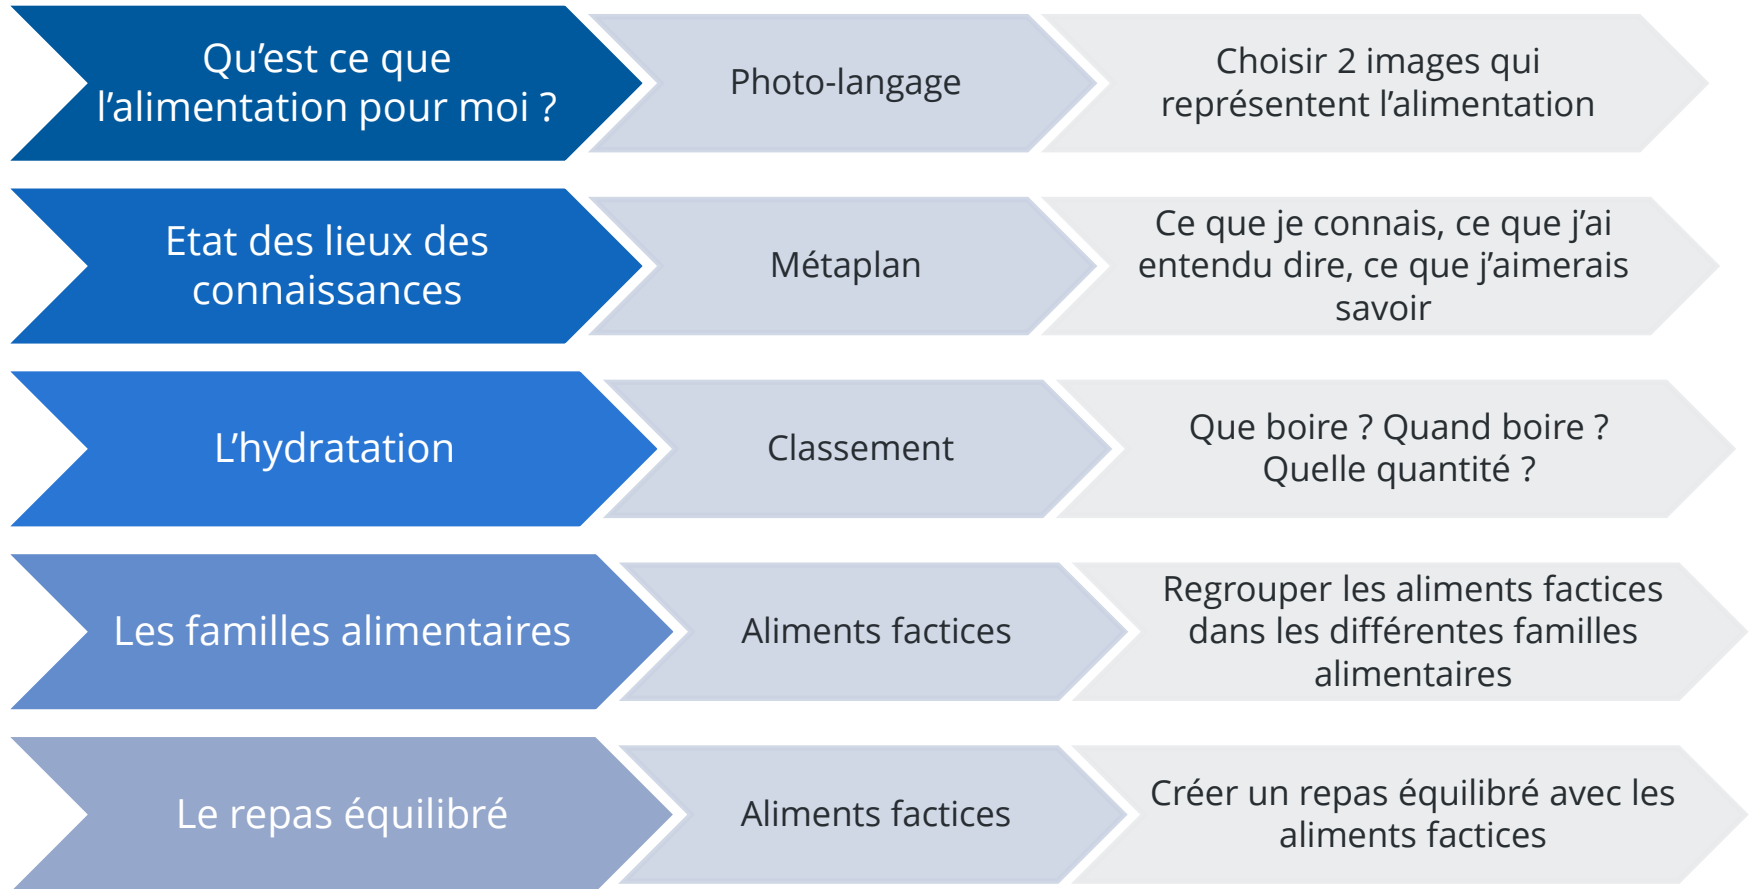 Qu’est ce que
l’alimentation pour moi ?
Photo-langage
Choisir 2 images qui
représentent l’alimentation
Etat des lieux des
connaissances
Métaplan
Ce que je connais, ce que j’ai
entendu dire, ce que j’aimerais
savoir
L’hydratation
Classement
Que boire ? Quand boire ?
Quelle quantité ?
Les familles alimentaires
Aliments factices
Regrouper les aliments factices
dans les différentes familles
alimentaires
Le repas équilibré
Aliments factices
Créer un repas équilibré avec les
aliments factices